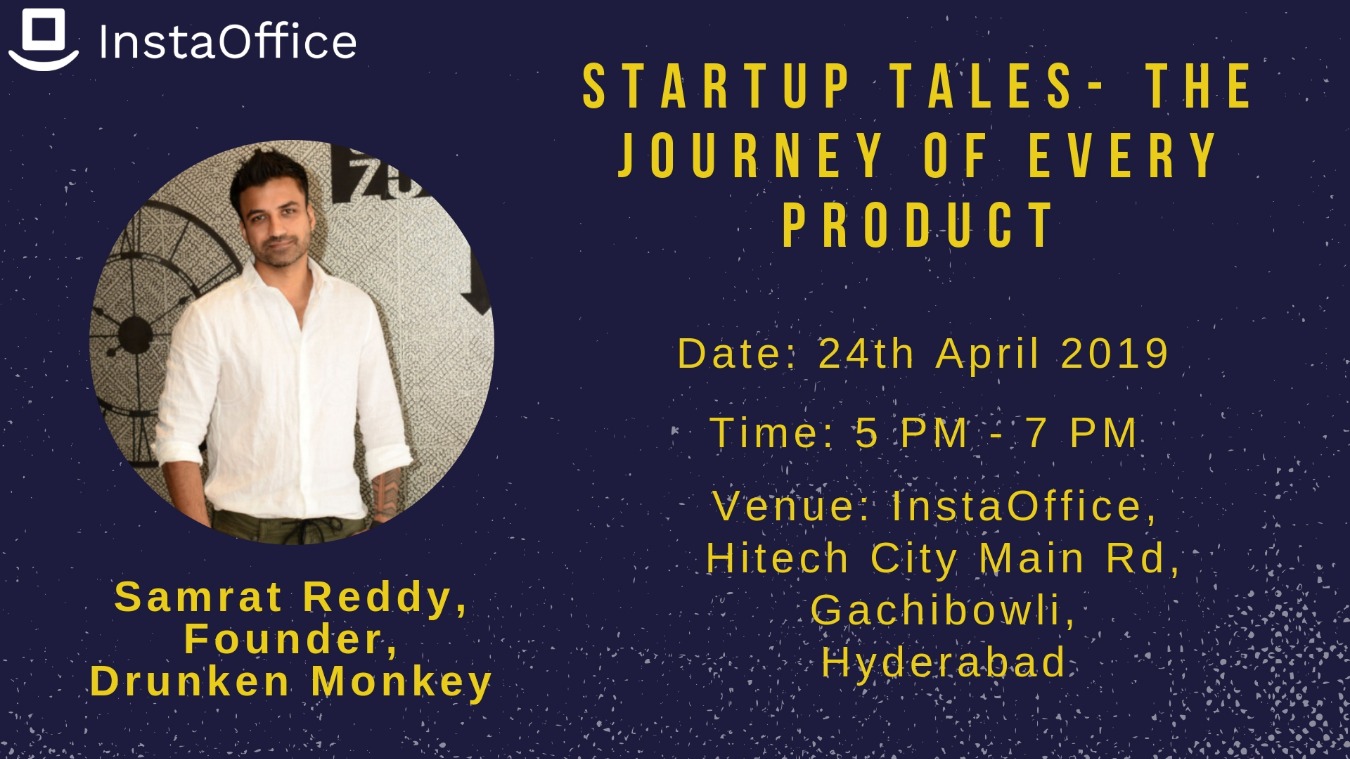 InstaOffice
STARTUP TALES- THE
JOURNEY OF EVERY
PRODUCT
Date: 24th April 2019
Time: 5 PM - 7 PM
Venue: InstaOffice,
Hitech City Main Rd,
Gachibowli,
Hyderabad
Samrat Reddy,
Founder,
Drunken Monkey